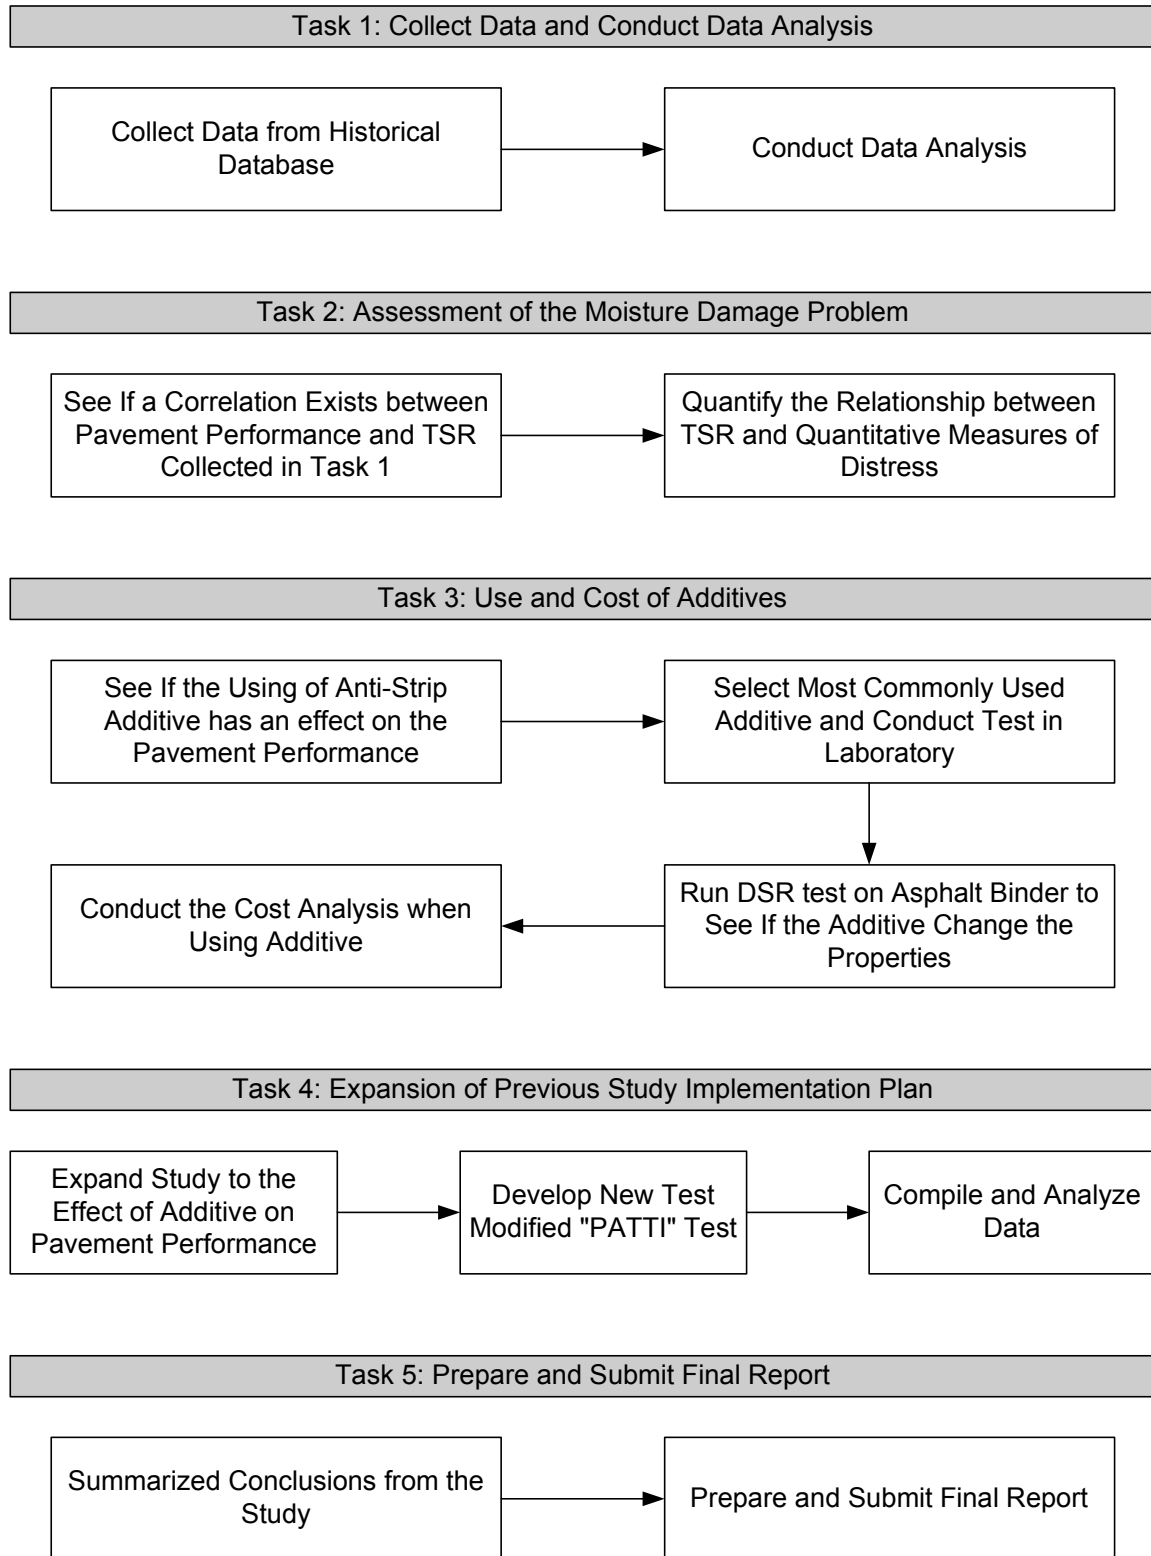 Task 1: Collect Data and Conduct Data Analysis
Collect Data from Historical
Database
Conduct Data Analysis
Task 2: Assessment of the Moisture Damage Problem
See If a Correlation Exists between
Pavement Performance and TSR
Collected in Task 1
Quantify the Relationship between
TSR and Quantitative Measures of
Distress
Task 3: Use and Cost of Additives
See If the Using of Anti-Strip
Additive has an effect on the
Pavement Performance
Select Most Commonly Used
Additive and Conduct Test in
Laboratory
Run DSR test on Asphalt Binder to
See If the Additive Change the
Properties
Conduct the Cost Analysis when
Using Additive
Task 4: Expansion of Previous Study Implementation Plan
Expand Study to the
Effect of Additive on
Pavement Performance
Develop New Test
Modified "PATTI" Test
Compile and Analyze
Data
Task 5: Prepare and Submit Final Report
Summarized Conclusions from the
Study
Prepare and Submit Final Report